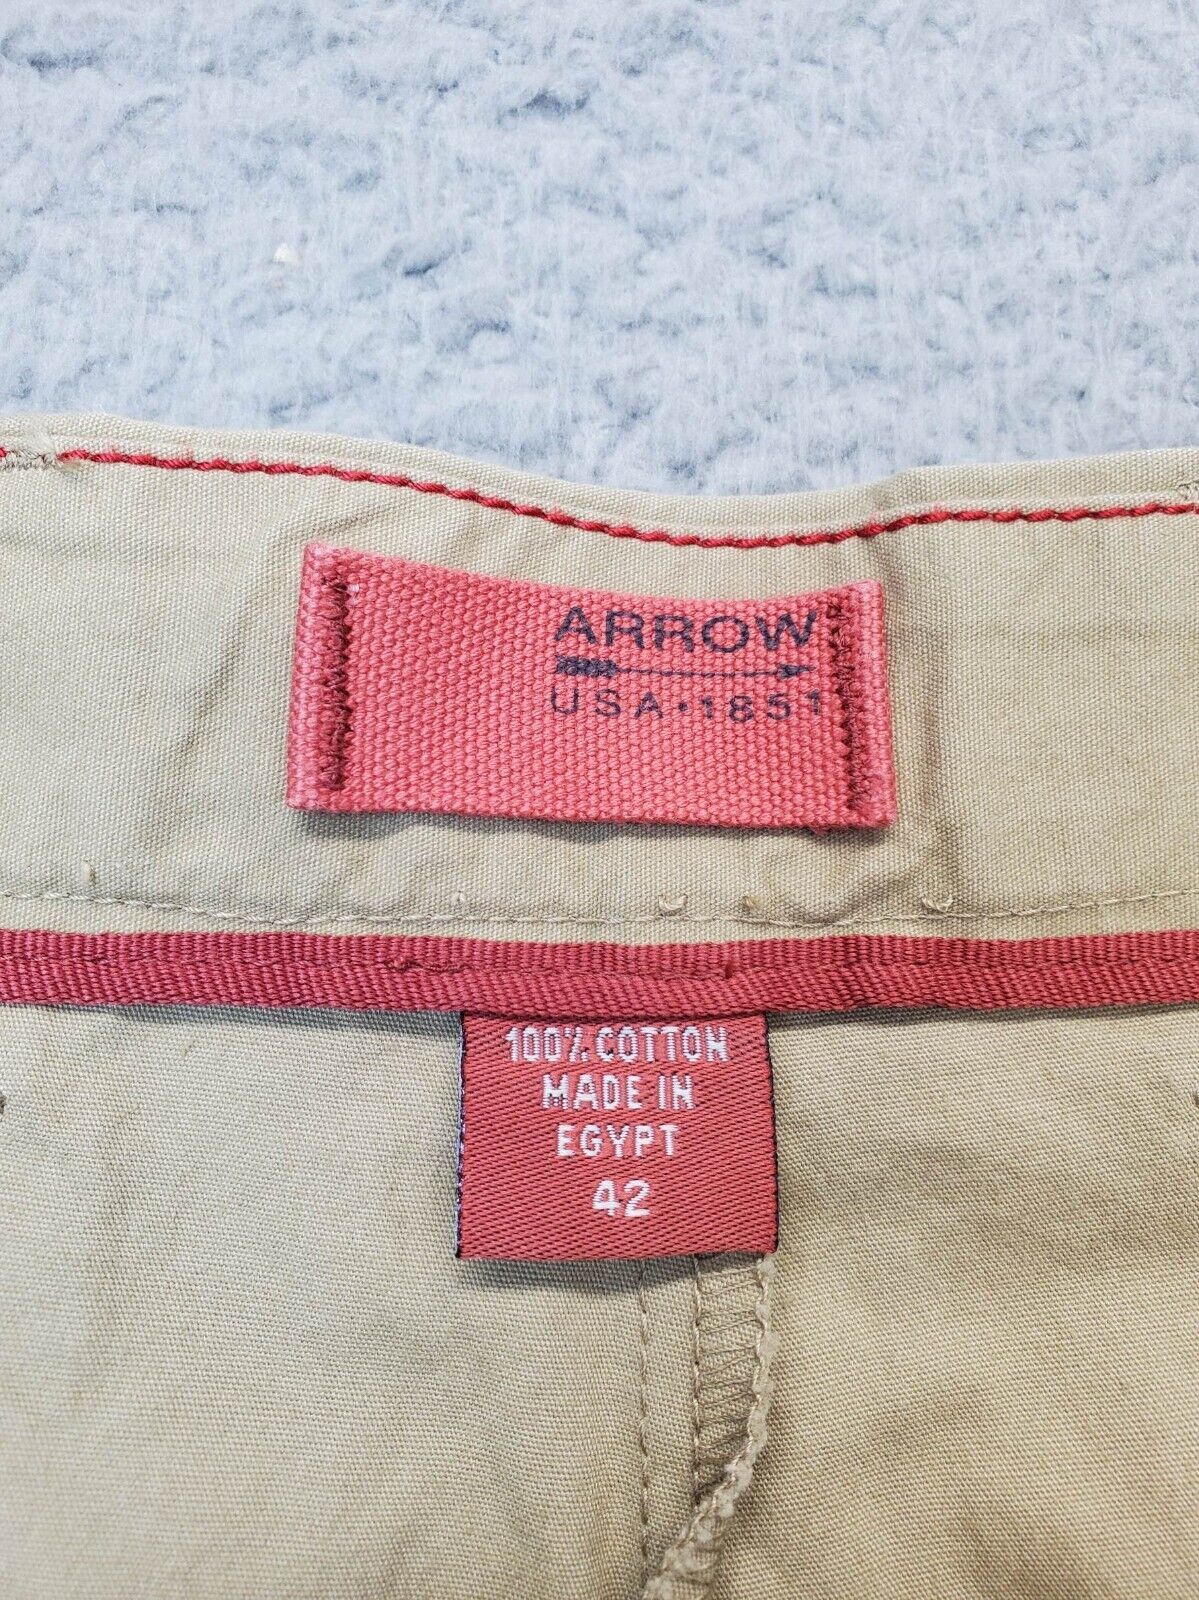 ARROW
USA·1851
100% COTTON
MADE IN
EGYPT
42